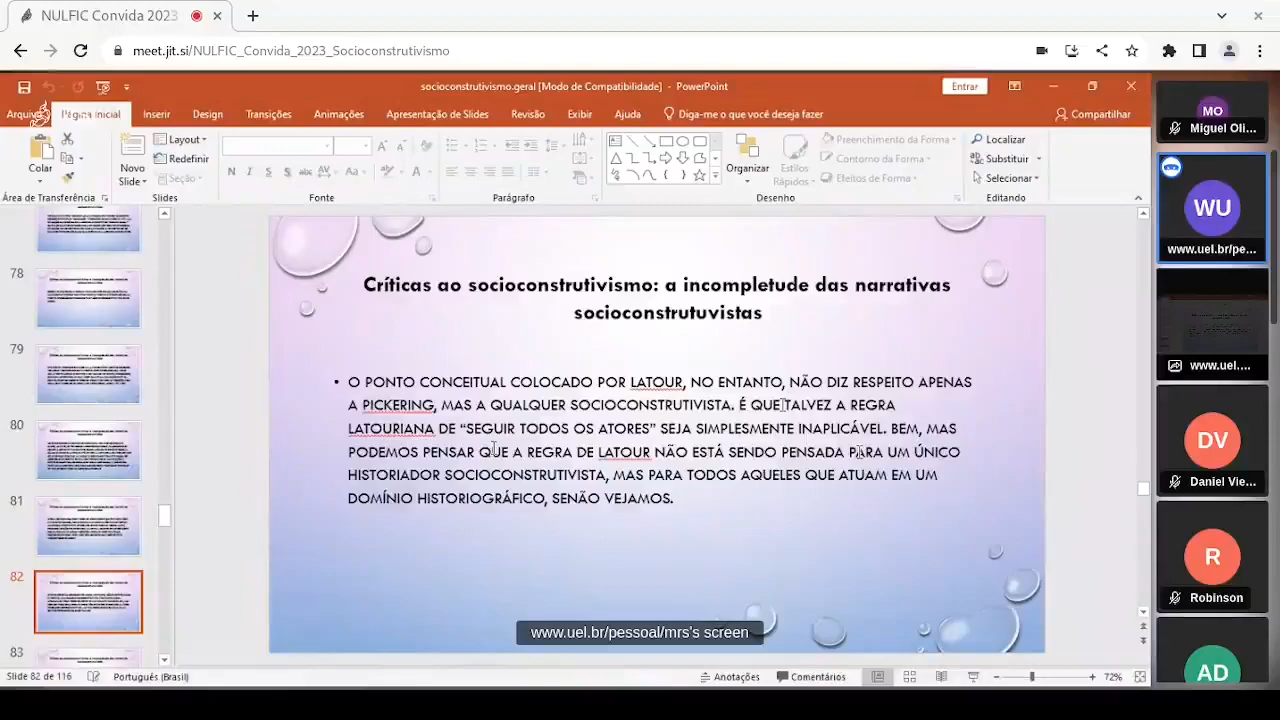 NULFIC Convida 2023
meet.jit.si/NULFIC_Convida_2023_Socioconstrutivismo
socioconstrutivismo.geral [Modo de Compatibilidade] - PowerPoint
Entrar
Arquivo Página Inicial Inserir Design Transições Animações Apresentação de Slides Revisão Exibir Ajuda Diga-me o que você deseja fazer Compartilhar
Colar
Novo Slide
Layout
Redefinir
Seção
N I S S abc AV Aa A
Organizar
Estilos Rápidos
Preenchimento da Forma
Contorno da Forma
Efeitos de Forma
Localizar
Substituir
Selecionar
Área de Transferência Slides Fonte Parágrafo Desenho Editando
78
79
80
81
82
83
Críticas ao socioconstrutivismo: a incompletude das narrativas
socioconstrutuvistas
• O PONTO CONCEITUAL COLOCADO POR LATOUR, NO ENTANTO, NÃO DIZ RESPEITO APENAS
A PICKERING, MAS A QUALQUER SOCIOCONSTRUTIVISTA. É QUE TALVEZ A REGRA
LATOURIANA DE “SEGUIR TODOS OS ATORES” SEJA SIMPLESMENTE INAPLICÁVEL. BEM, MAS
PODEMOS PENSAR QUE A REGRA DE LATOUR NÃO ESTÁ SENDO PENSADA PARA UM ÚNICO
HISTORIADOR SOCIOCONSTRUTIVISTA, MAS PARA TODOS AQUELES QUE ATUAM EM UM
DOMÍNIO HISTORIOGRÁFICO, SENÃO VEJAMOS.
www.uel.br/pessoal/mrs's screen
Slide 82 de 116 Português (Brasil) Anotações Comentários 72%
MO
Miguel Oli...
WU
www.uel.br/pe...
www.uel....
DV
Daniel Vie...
R
Robinson
AD